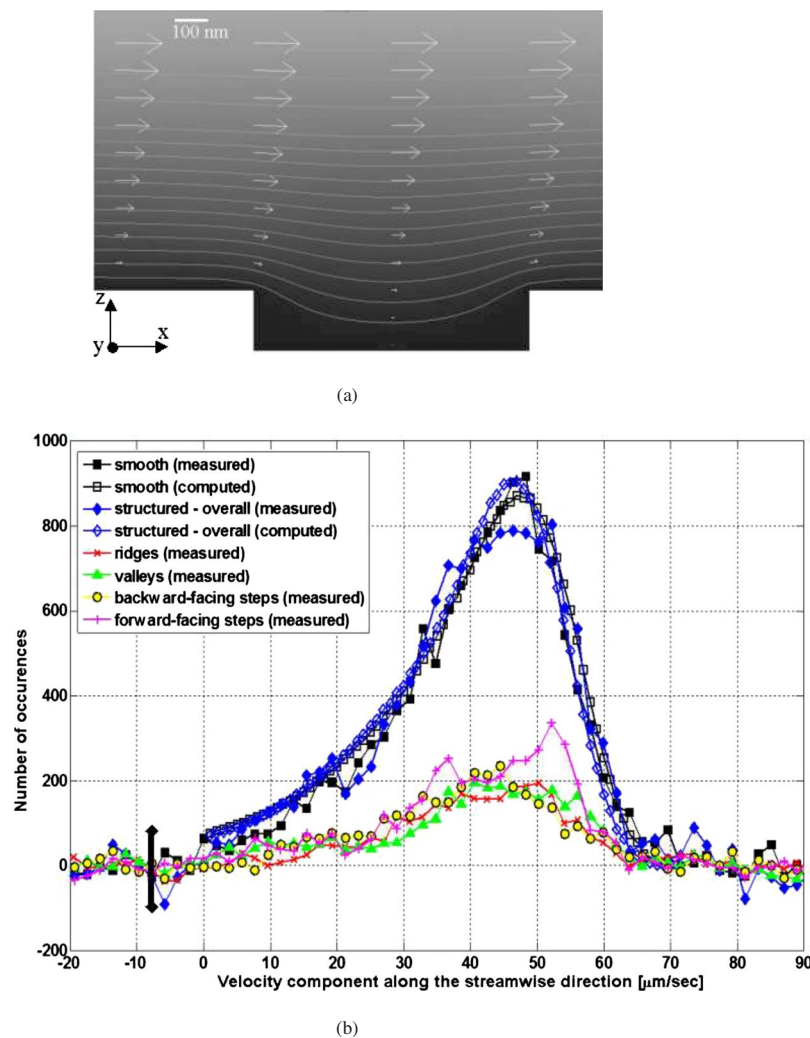 100 nm
z
y
x
(a)
1000
800
600
400
200
0
-200
-20
-10
0
10
20
30
40
50
60
70
80
90
Number of occurences
smooth (measured)
smooth (computed)
structured - overall (measured)
structured - overall (computed)
ridges (measured)
valleys (measured)
backward-facing steps (measured)
forward-facing steps (measured)
Velocity component along the streamwise direction [μm/sec]
(b)